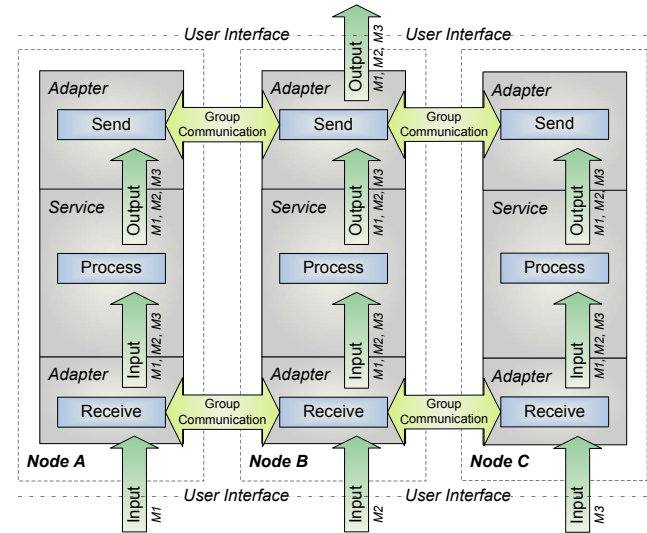 User Interface
User Interface
Output
M1, M2, M3
Adapter
Adapter
Adapter
Send
Group
Communication
Send
Group
Communication
Send
Output
M1, M2, M3
Output
M1, M2, M3
Output
M1, M2, M3
Service
Service
Service
Process
Process
Process
Input
M1, M2, M3
Input
M1, M2, M3
Input
M1, M2, M3
Adapter
Adapter
Adapter
Receive
Group
Communication
Receive
Group
Communication
Receive
Node A
Node B
Node C
Input
M1
Input
M2
Input
M3
User Interface
User Interface